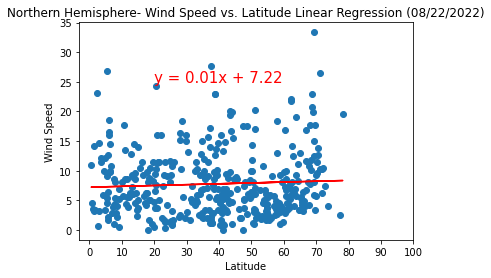 Northern Hemisphere- Wind Speed vs. Latitude Linear Regression (08/22/2022)
35
30
25
20
15
10
5
0
Wind Speed
y = 0.01x + 7.22
0 10 20 30 40 50 60 70 80 90 100
Latitude